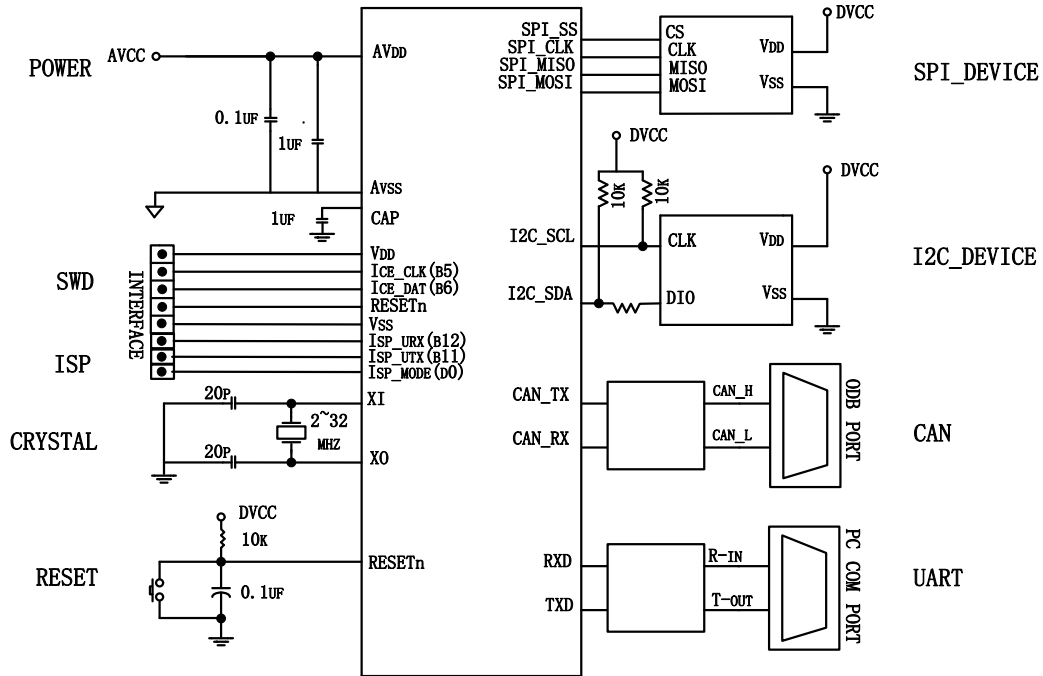 POWER
AVCC
AVDD
0.1UF
1UF
AVSS
1UF
CAP
SWD
INTERFACE
ISP
VDD
ICE_CLK(B5)
ICE_DAT(B6)
RESETn
VSS
ISP_URX(B12)
ISP_UTX(B11)
ISP_MODE(D0)
CRYSTAL
20P
XI
2~32
MHZ
20P
XO
RESET
DVCC
10K
RESETn
0.1UF
SPI_SS
SPI_CLK
SPI_MISO
SPI_MOSI
CS
CLK
MISO
MOSI
VDD
VSS
DVCC
SPI_DEVICE
DVCC
10K
10K
I2C_SCL
I2C_SDA
CLK
DIO
VDD
VSS
DVCC
I2C_DEVICE
CAN_TX
CAN_RX
CAN_H
CAN_L
ODB PORT
CAN
RXD
TXD
R-IN
T-OUT
PC COM PORT
UART